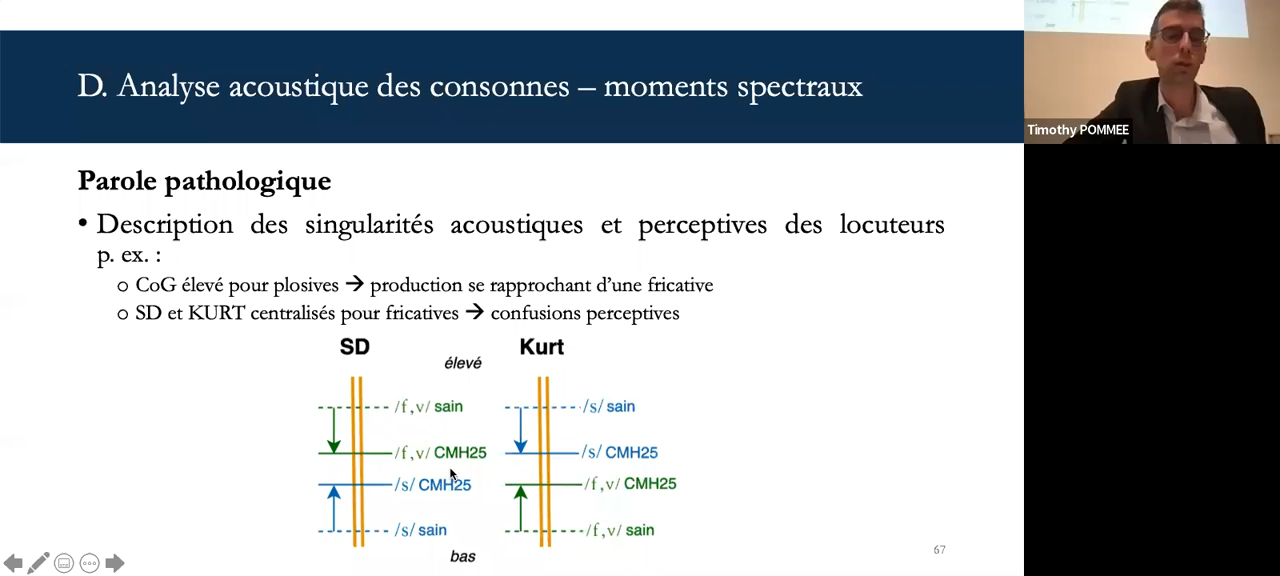 D. Analyse acoustique des consonnes – moments spectraux
Timothy POMMEE
Parole pathologique
• Description des singularités acoustiques et perceptives des locuteurs
p. ex. :
o CoG élevé pour plosives → production se rapprochant d’une fricative
o SD et KURT centralisés pour fricatives → confusions perceptives
SD
élevé
Kurt
/f,v/ sain
/f,v/ CMH25
/s/ CMH25
/s/ sain
/s/ sain
/s/ CMH25
/f,v/ CMH25
/f,v/ sain
bas
67